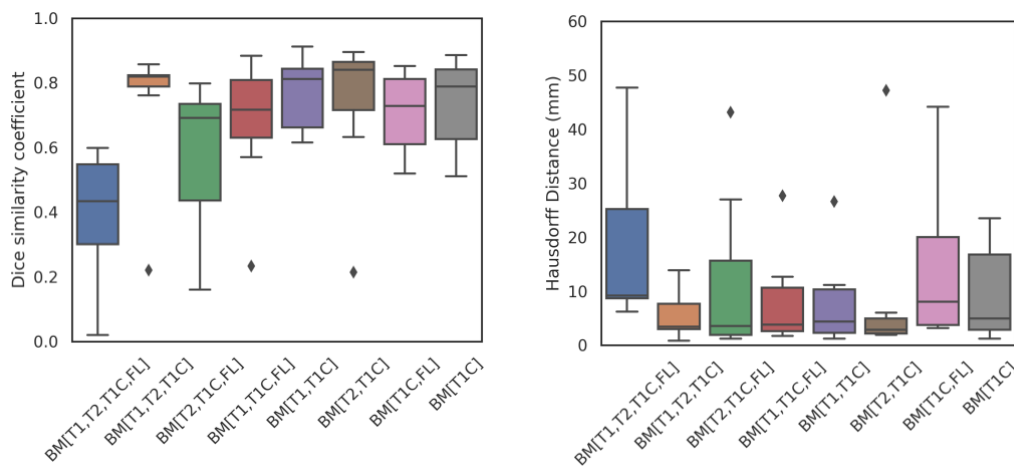 Dice similarity coefficient
1.0
0.8
0.6
0.4
0.2
0.0
BM[T1,T2,T1C,FL]
BM[T1,T2,T1C]
BM[T2,T1C,FL]
BM[T1,T1C,FL]
BM[T1,T1C]
BM[T2,T1C]
BM[T1C,FL]
BM[T1C]
Hausdorff Distance (mm)
60
50
40
30
20
10
0
BM[T1,T2,T1C,FL]
BM[T1,T2,T1C]
BM[T2,T1C,FL]
BM[T1,T1C,FL]
BM[T1,T1C]
BM[T2,T1C]
BM[T1C,FL]
BM[T1C]